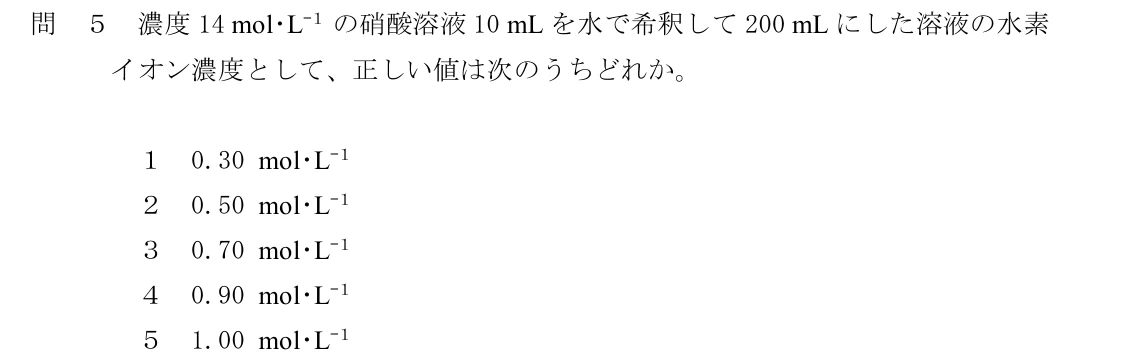 問　５　濃度 14 mol･L⁻¹ の硝酸溶液 10 mL を水で希釈して 200 mL にした溶液の水素
イオン濃度として、正しい値は次のうちどれか。
１　0.30 mol･L⁻¹
２　0.50 mol･L⁻¹
３　0.70 mol･L⁻¹
４　0.90 mol･L⁻¹
５　1.00 mol･L⁻¹